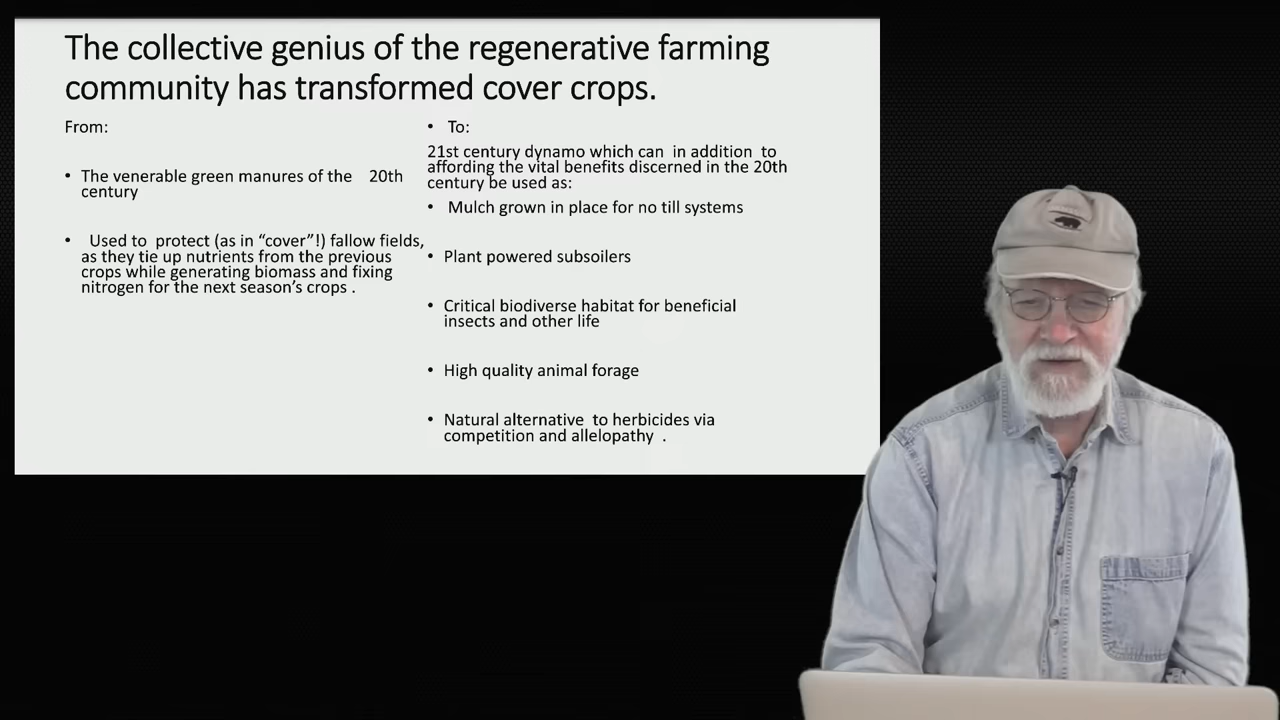 The collective genius of the regenerative farming
community has transformed cover crops.
From:
• The venerable green manures of the 20th
century
• Used to protect (as in “cover”!) fallow fields,
as they tie up nutrients from the previous
crops while generating biomass and fixing
nitrogen for the next season’s crops .
• To:
21st century dynamo which can in addition to
affording the vital benefits discerned in the 20th
century be used as:
• Mulch grown in place for no till systems
• Plant powered subsoilers
• Critical biodiverse habitat for beneficial
insects and other life
• High quality animal forage
• Natural alternative to herbicides via
competition and allelopathy .